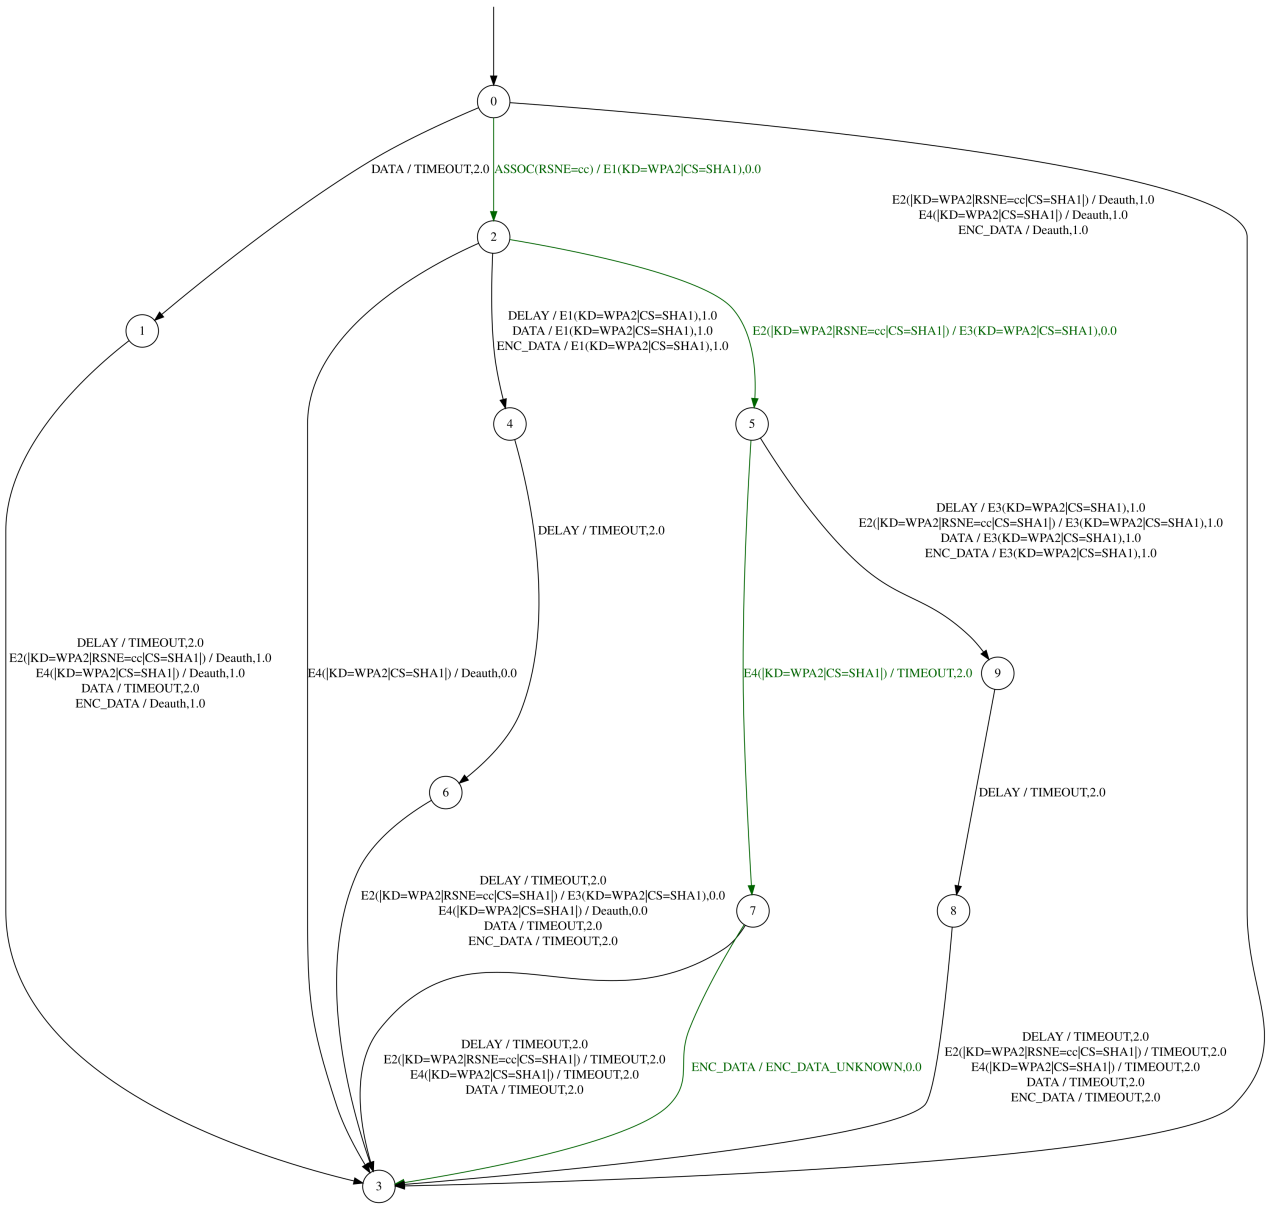 0
DATA / TIMEOUT,2.0
ASSOC(RSNE=cc) / E1(KD=WPA2|CS=SHA1),0.0
E2(|KD=WPA2|RSNE=cc|CS=SHA1|) / Deauth,1.0
E4(|KD=WPA2|CS=SHA1|) / Deauth,1.0
ENC_DATA / Deauth,1.0
2
1
DELAY / E1(KD=WPA2|CS=SHA1),1.0
DATA / E1(KD=WPA2|CS=SHA1),1.0
ENC_DATA / E1(KD=WPA2|CS=SHA1),1.0
E2(|KD=WPA2|RSNE=cc|CS=SHA1|) / E3(KD=WPA2|CS=SHA1),0.0
4
5
DELAY / TIMEOUT,2.0
DELAY / E3(KD=WPA2|CS=SHA1),1.0
E2(|KD=WPA2|RSNE=cc|CS=SHA1|) / E3(KD=WPA2|CS=SHA1),1.0
DATA / E3(KD=WPA2|CS=SHA1),1.0
ENC_DATA / E3(KD=WPA2|CS=SHA1),1.0
DELAY / TIMEOUT,2.0
E2(|KD=WPA2|RSNE=cc|CS=SHA1|) / Deauth,1.0
E4(|KD=WPA2|CS=SHA1|) / Deauth,1.0
DATA / TIMEOUT,2.0
ENC_DATA / Deauth,1.0
E4(|KD=WPA2|CS=SHA1|) / Deauth,0.0
E4(|KD=WPA2|CS=SHA1|) / TIMEOUT,2.0
9
6
DELAY / TIMEOUT,2.0
DELAY / TIMEOUT,2.0
E2(|KD=WPA2|RSNE=cc|CS=SHA1|) / E3(KD=WPA2|CS=SHA1),0.0
E4(|KD=WPA2|CS=SHA1|) / Deauth,0.0
DATA / TIMEOUT,2.0
ENC_DATA / TIMEOUT,2.0
7
8
DELAY / TIMEOUT,2.0
E2(|KD=WPA2|RSNE=cc|CS=SHA1|) / TIMEOUT,2.0
E4(|KD=WPA2|CS=SHA1|) / TIMEOUT,2.0
DATA / TIMEOUT,2.0
ENC_DATA / ENC_DATA_UNKNOWN,0.0
DELAY / TIMEOUT,2.0
E2(|KD=WPA2|RSNE=cc|CS=SHA1|) / TIMEOUT,2.0
E4(|KD=WPA2|CS=SHA1|) / TIMEOUT,2.0
DATA / TIMEOUT,2.0
ENC_DATA / TIMEOUT,2.0
3